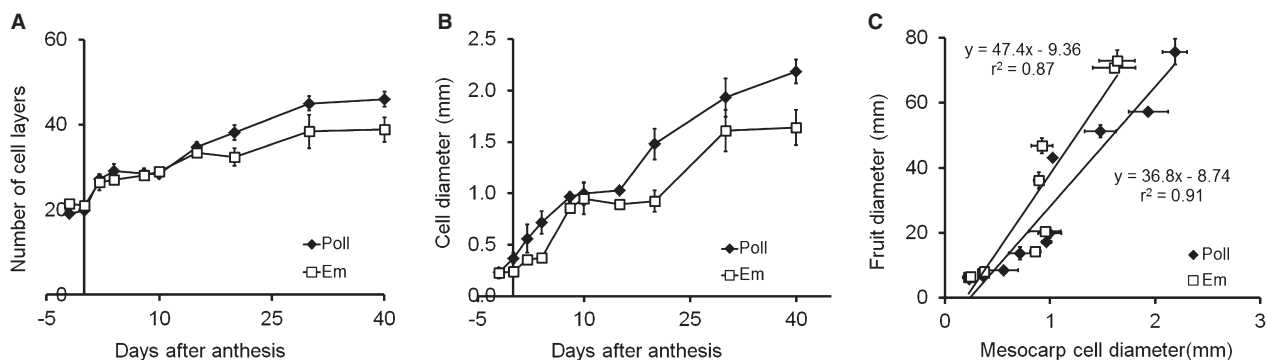 A
Number of cell layers
60
40
20
0
-5
10
25
40
Days after anthesis
Poll
Em
B
Cell diameter (mm)
2.5
2.0
1.5
1.0
0.5
0.0
-5
10
25
40
Days after anthesis
Poll
Em
C
Fruit diameter (mm)
80
60
40
20
0
0
1
2
3
Mesocarp cell diameter(mm)
y = 47.4x - 9.36
r² = 0.87
y = 36.8x - 8.74
r² = 0.91
Poll
Em